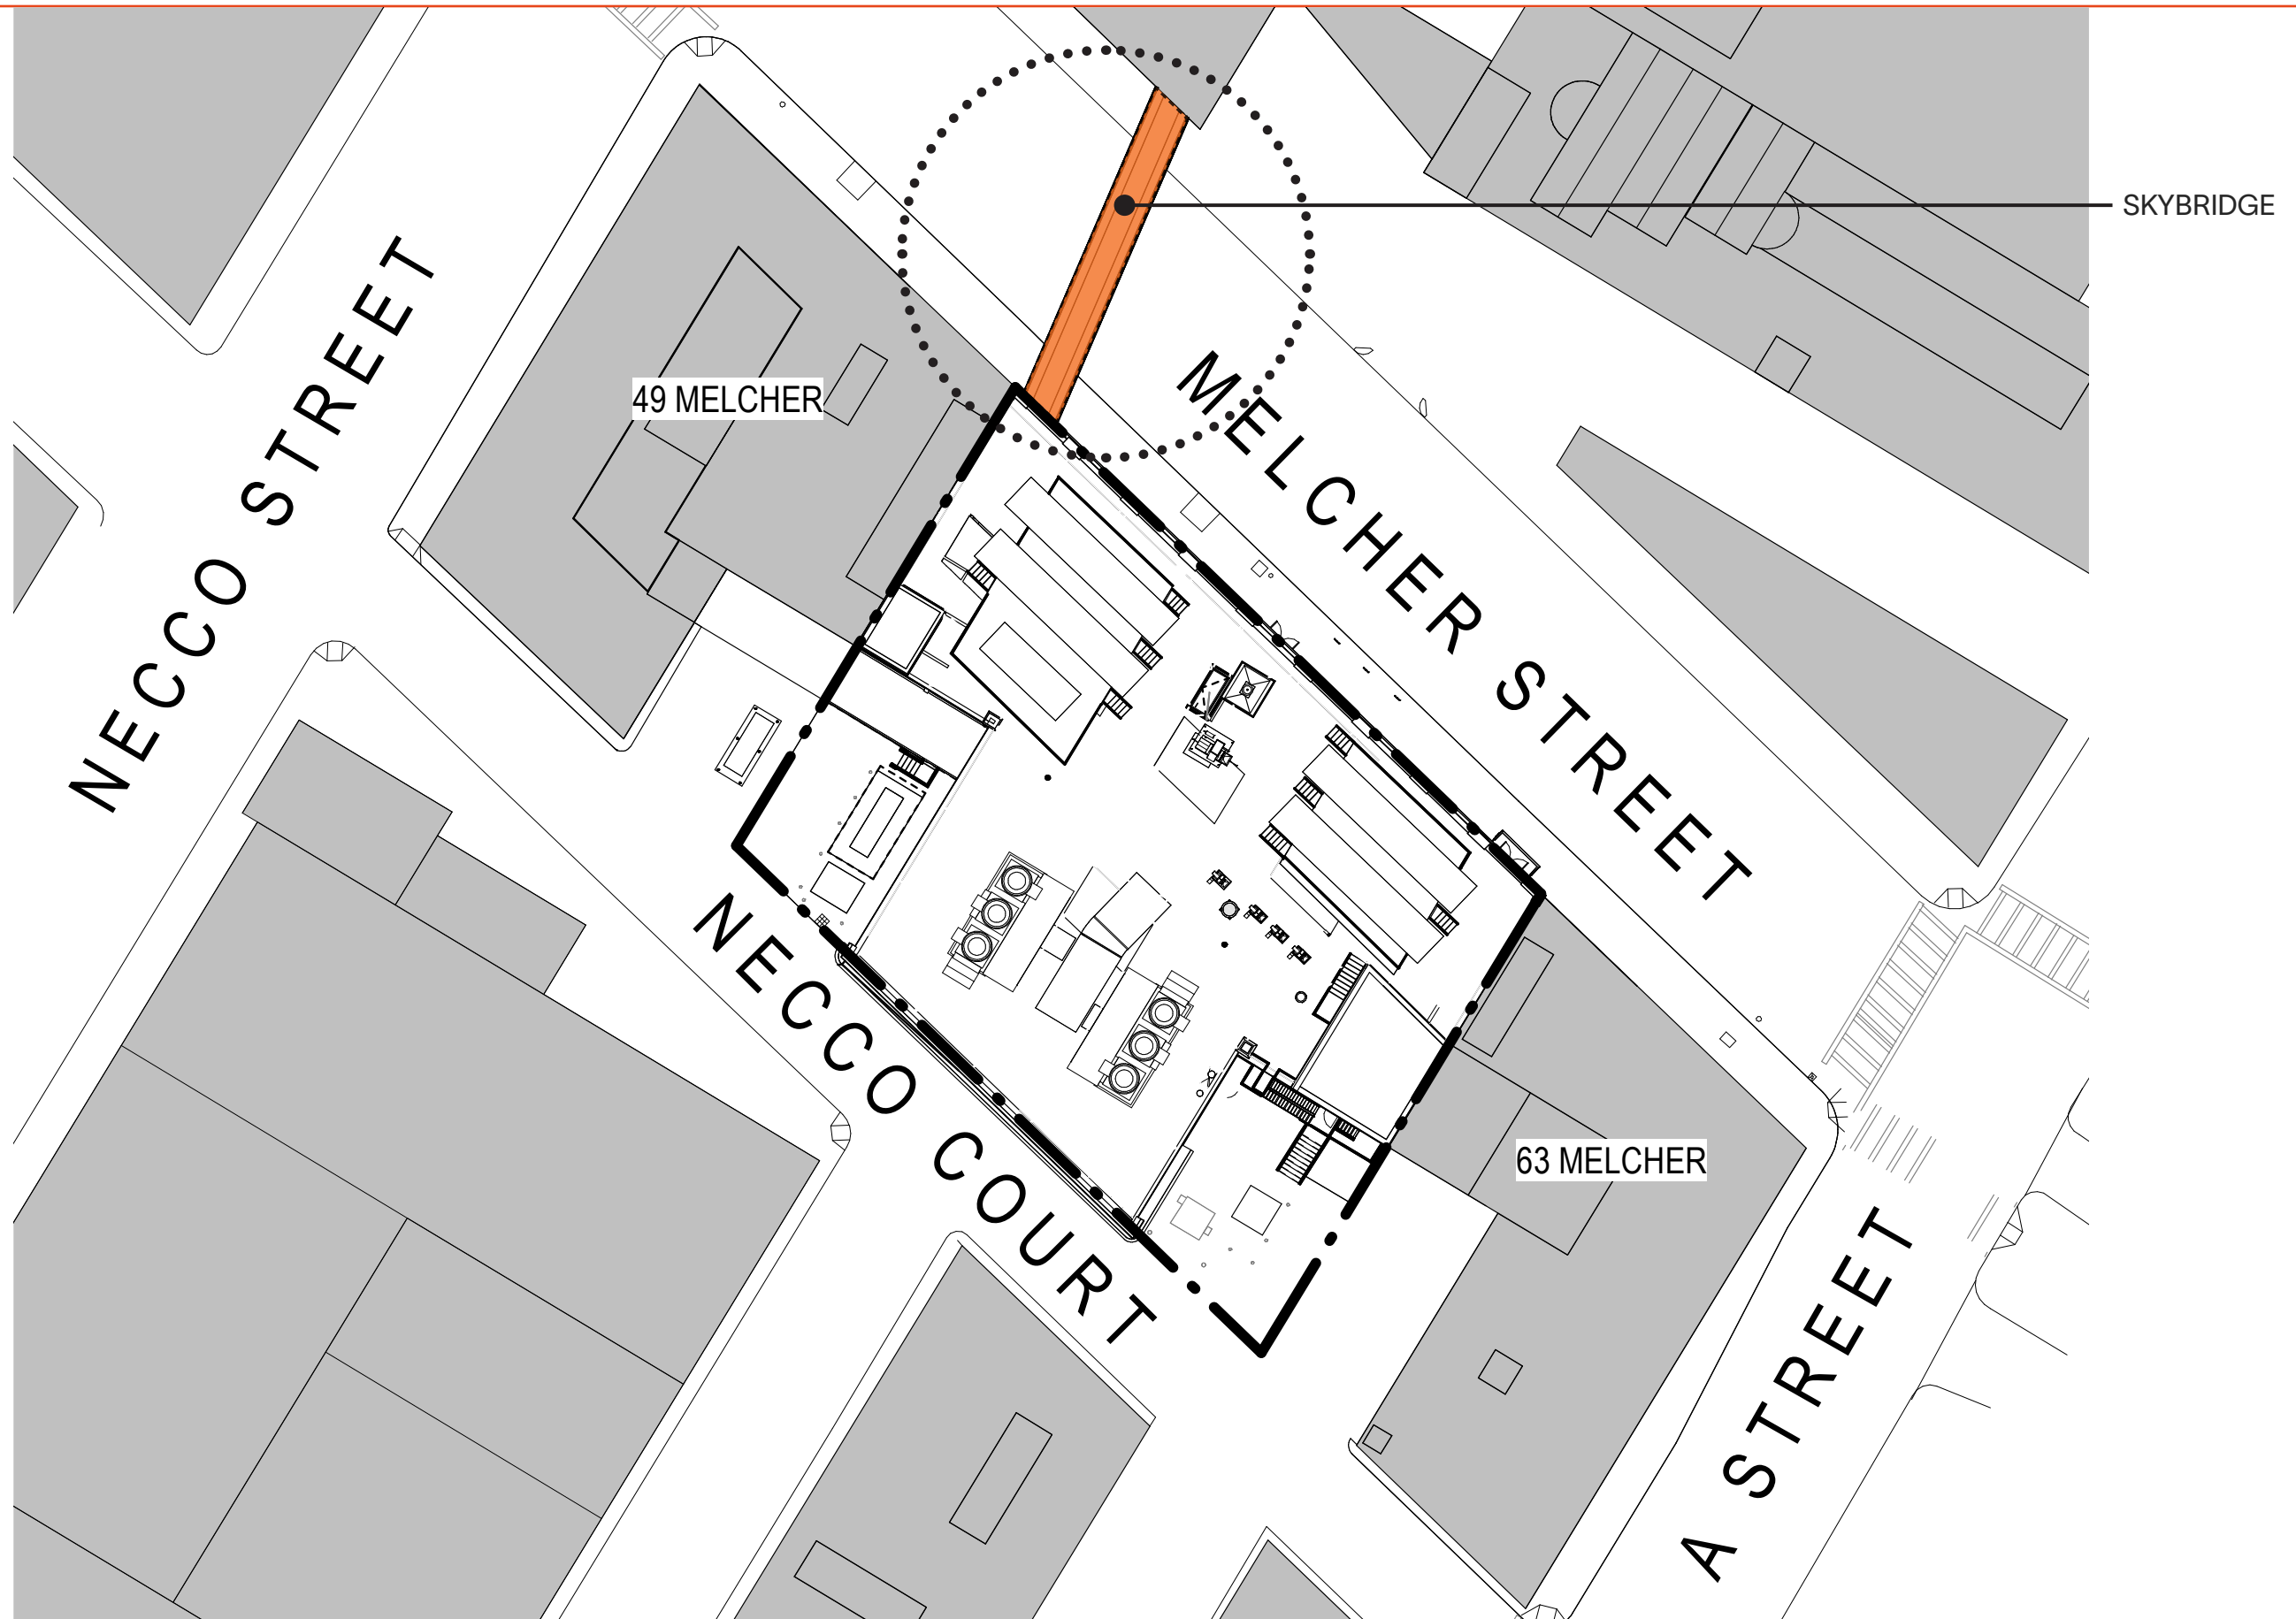 SKYBRIDGE
49 MELCHER
NECCO STREET
MELCHER STREET
NECCO COURT
63 MELCHER
A STREET